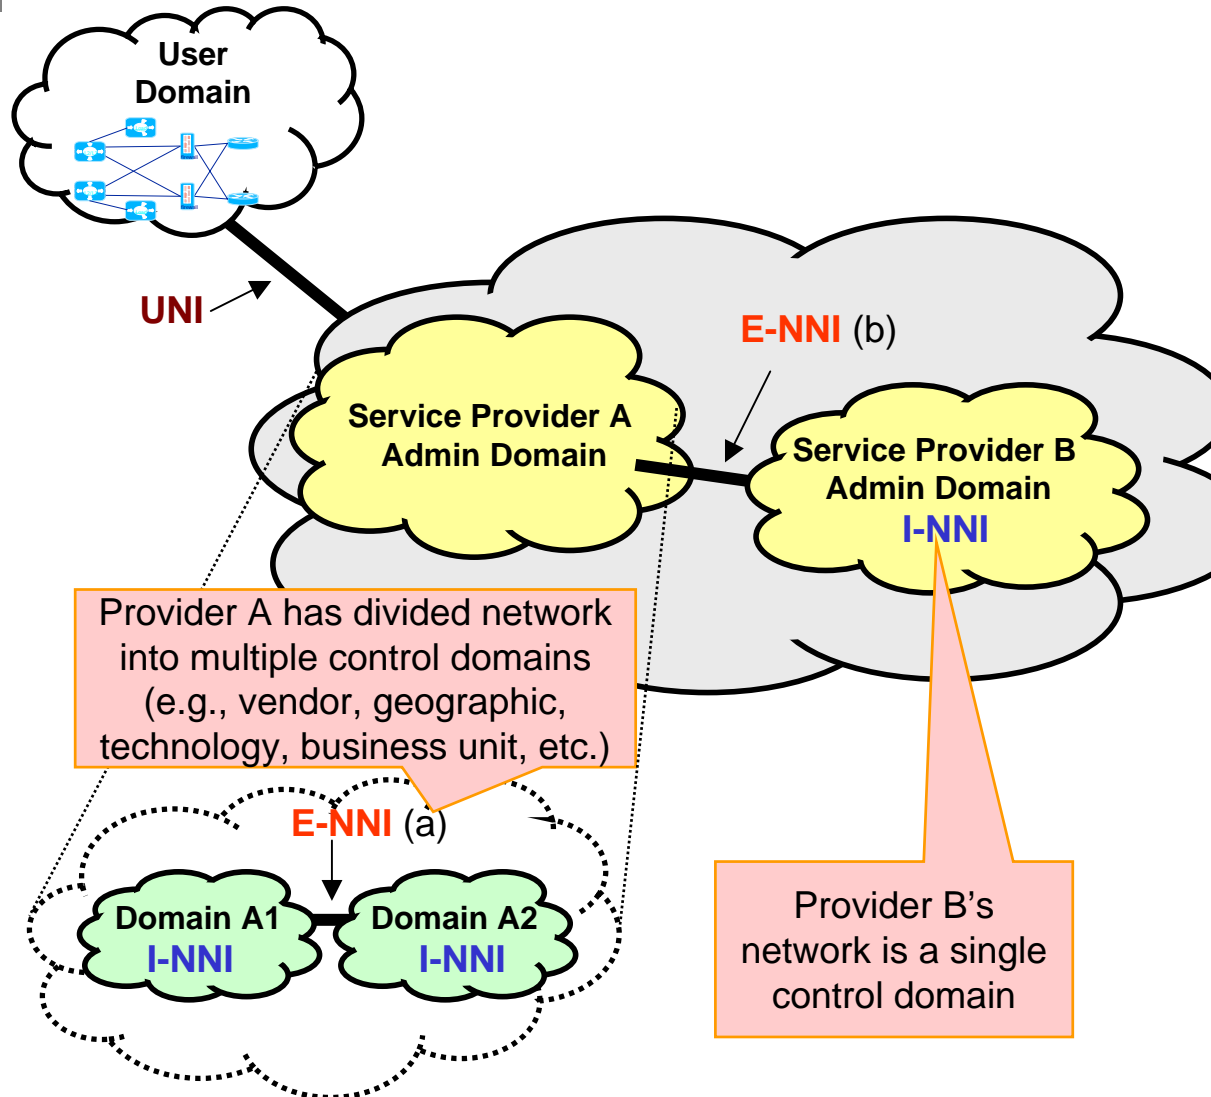 User
Domain
UNI
E-NNI (b)
Service Provider A
Admin Domain
Service Provider B
Admin Domain
I-NNI
Provider A has divided network
into multiple control domains
(e.g., vendor, geographic,
technology, business unit, etc.)
E-NNI (a)
Domain A1
I-NNI
Domain A2
I-NNI
Provider B’s
network is a single
control domain